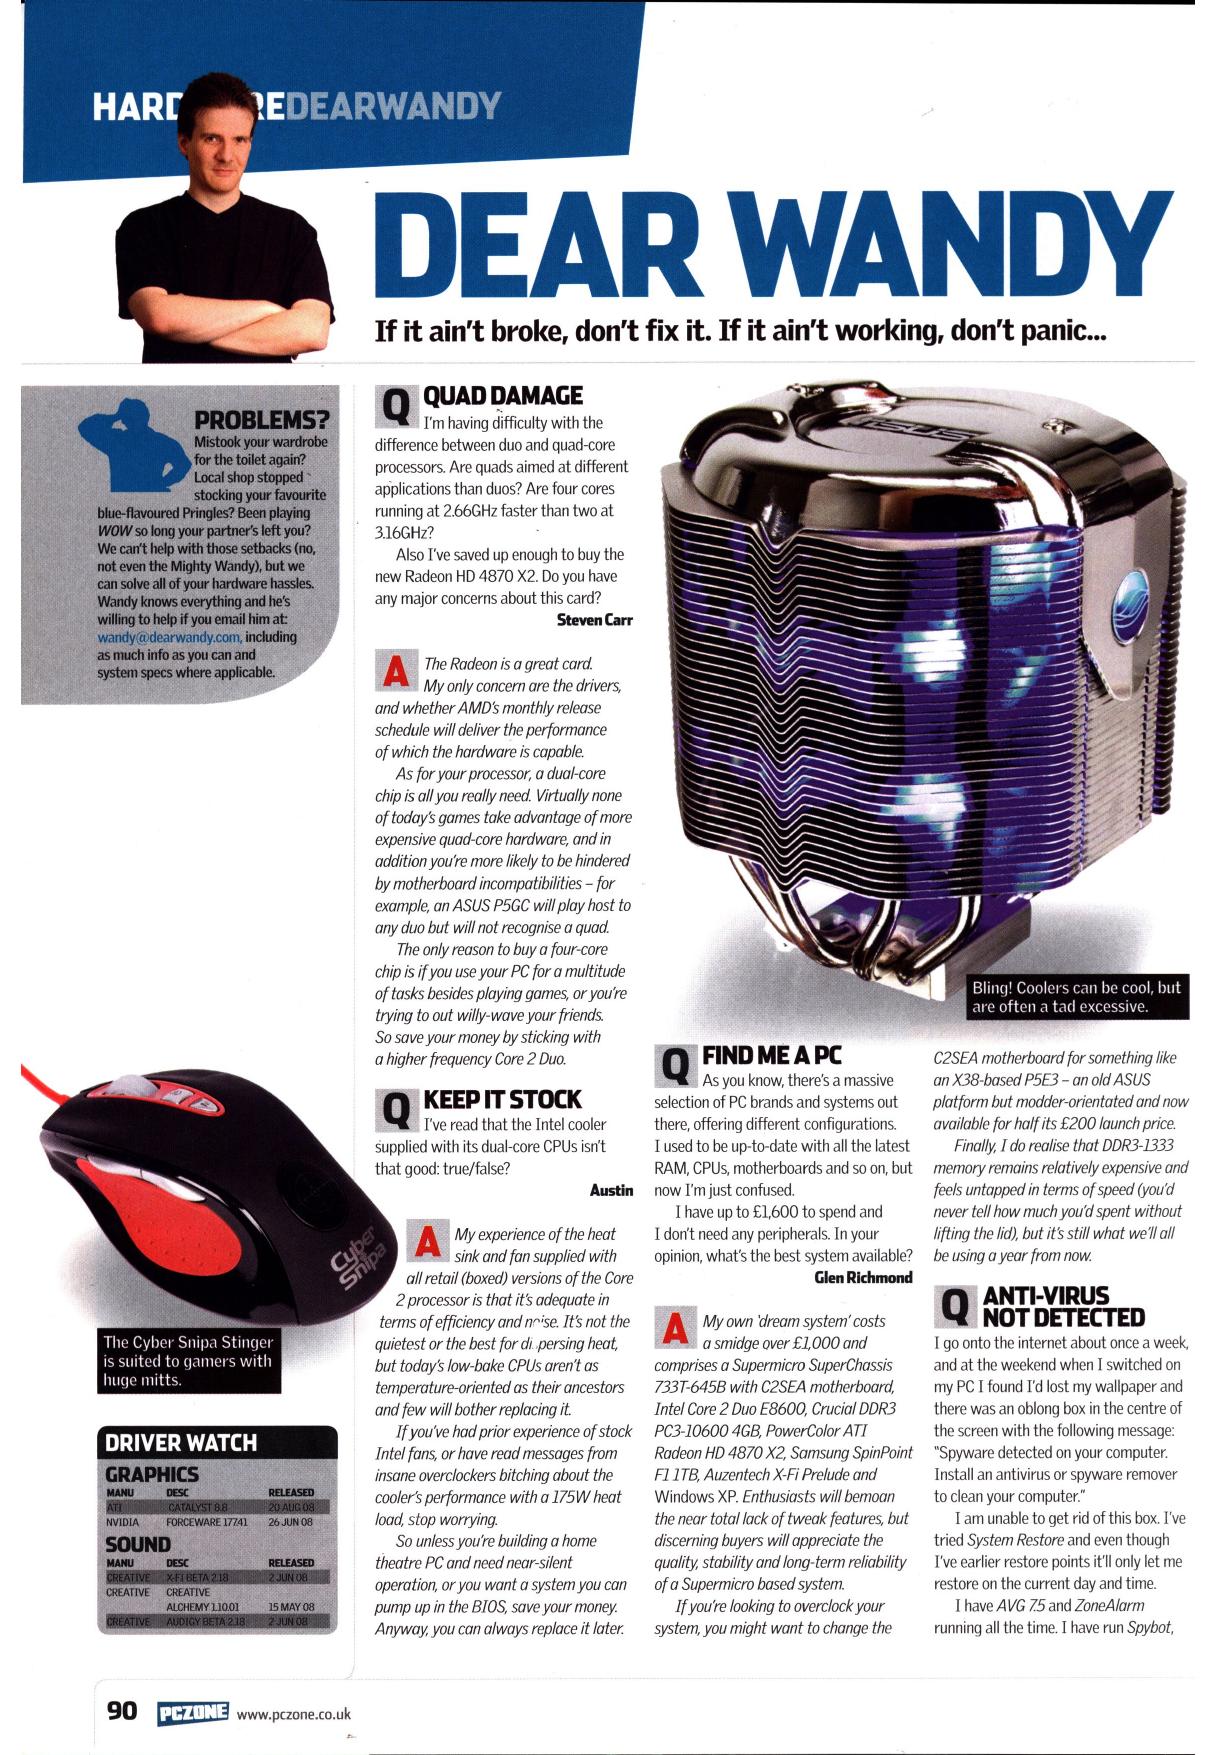 HARD RE DEARWANDY
DEAR WANDY
If it ain't broke, don't fix it. If it ain't working, don't panic...
PROBLEMS?
Mistook your wardrobe
for the toilet again?
Local shop stopped
stocking your favourite
blue-flavoured Pringles? Been playing
WOW so long your partner's left you?
We can't help with those setbacks (no,
not even the Mighty Wandy), but we
can solve all of your hardware hassles.
Wandy knows everything and he's
willing to help if you email him at:
wandy@dearwandy.com, including
as much info as you can and
system specs where applicable.
Cyber
Snipa
The Cyber Snipa Stinger
is suited to gamers with
huge mitts.
DRIVER WATCH
GRAPHICS
MANU DESC RELEASED
ATI CATALYST 8.8 20 AUG 08
NVIDIA FORCEWARE 177.41 26 JUN 08
SOUND
MANU DESC RELEASED
CREATIVE X-FI BETA 2.18 2 JUN 08
CREATIVE CREATIVE
ALCHEMY 1.10.01 15 MAY 08
CREATIVE AUDIGY BETA 2.18 2 JUN 08
Q QUAD DAMAGE
I'm having difficulty with the
difference between duo and quad-core
processors. Are quads aimed at different
applications than duos? Are four cores
running at 2.66GHz faster than two at
3.16GHz?
Also I've saved up enough to buy the
new Radeon HD 4870 X2. Do you have
any major concerns about this card?
Steven Carr
A The Radeon is a great card.
My only concern are the drivers,
and whether AMD's monthly release
schedule will deliver the performance
of which the hardware is capable.
As for your processor, a dual-core
chip is all you really need. Virtually none
of today's games take advantage of more
expensive quad-core hardware, and in
addition you're more likely to be hindered
by motherboard incompatibilities – for
example, an ASUS P5GC will play host to
any duo but will not recognise a quad.
The only reason to buy a four-core
chip is if you use your PC for a multitude
of tasks besides playing games, or you're
trying to out willy-wave your friends.
So save your money by sticking with
a higher frequency Core 2 Duo.
Q KEEP IT STOCK
I've read that the Intel cooler
supplied with its dual-core CPUs isn't
that good: true/false?
Austin
A My experience of the heat
sink and fan supplied with
all retail (boxed) versions of the Core
2 processor is that it's adequate in
terms of efficiency and noise. It's not the
quietest or the best for dispersing heat,
but today's low-bake CPUs aren't as
temperature-oriented as their ancestors
and few will bother replacing it.
If you've had prior experience of stock
Intel fans, or have read messages from
insane overclockers bitching about the
cooler's performance with a 175W heat
load, stop worrying.
So unless you're building a home
theatre PC and need near-silent
operation, or you want a system you can
pump up in the BIOS, save your money.
Anyway, you can always replace it later.
ASUS
Bling! Coolers can be cool, but
are often a tad excessive.
Q FIND ME A PC
As you know, there's a massive
selection of PC brands and systems out
there, offering different configurations.
I used to be up-to-date with all the latest
RAM, CPUs, motherboards and so on, but
now I'm just confused.
I have up to £1,600 to spend and
I don't need any peripherals. In your
opinion, what's the best system available?
Glen Richmond
A My own 'dream system' costs
a smidge over £1,000 and
comprises a Supermicro SuperChassis
733T-645B with C2SEA motherboard,
Intel Core 2 Duo E8600, Crucial DDR3
PC3-10600 4GB, PowerColor ATI
Radeon HD 4870 X2, Samsung SpinPoint
F1 1TB, Auzentech X-Fi Prelude and
Windows XP. Enthusiasts will bemoan
the near total lack of tweak features, but
discerning buyers will appreciate the
quality, stability and long-term reliability
of a Supermicro based system.
If you're looking to overclock your
system, you might want to change the
C2SEA motherboard for something like
an X38-based P5E3 – an old ASUS
platform but modder-orientated and now
available for half its £200 launch price.
Finally, I do realise that DDR3-1333
memory remains relatively expensive and
feels untapped in terms of speed (you'd
never tell how much you'd spent without
lifting the lid), but it's still what we'll all
be using a year from now.
Q ANTI-VIRUS
NOT DETECTED
I go onto the internet about once a week,
and at the weekend when I switched on
my PC I found I'd lost my wallpaper and
there was an oblong box in the centre of
the screen with the following message:
"Spyware detected on your computer.
Install an antivirus or spyware remover
to clean your computer."
I am unable to get rid of this box. I've
tried System Restore and even though
I've earlier restore points it'll only let me
restore on the current day and time.
I have AVG 7.5 and ZoneAlarm
running all the time. I have run Spybot,
90 PCZONE www.pczone.co.uk